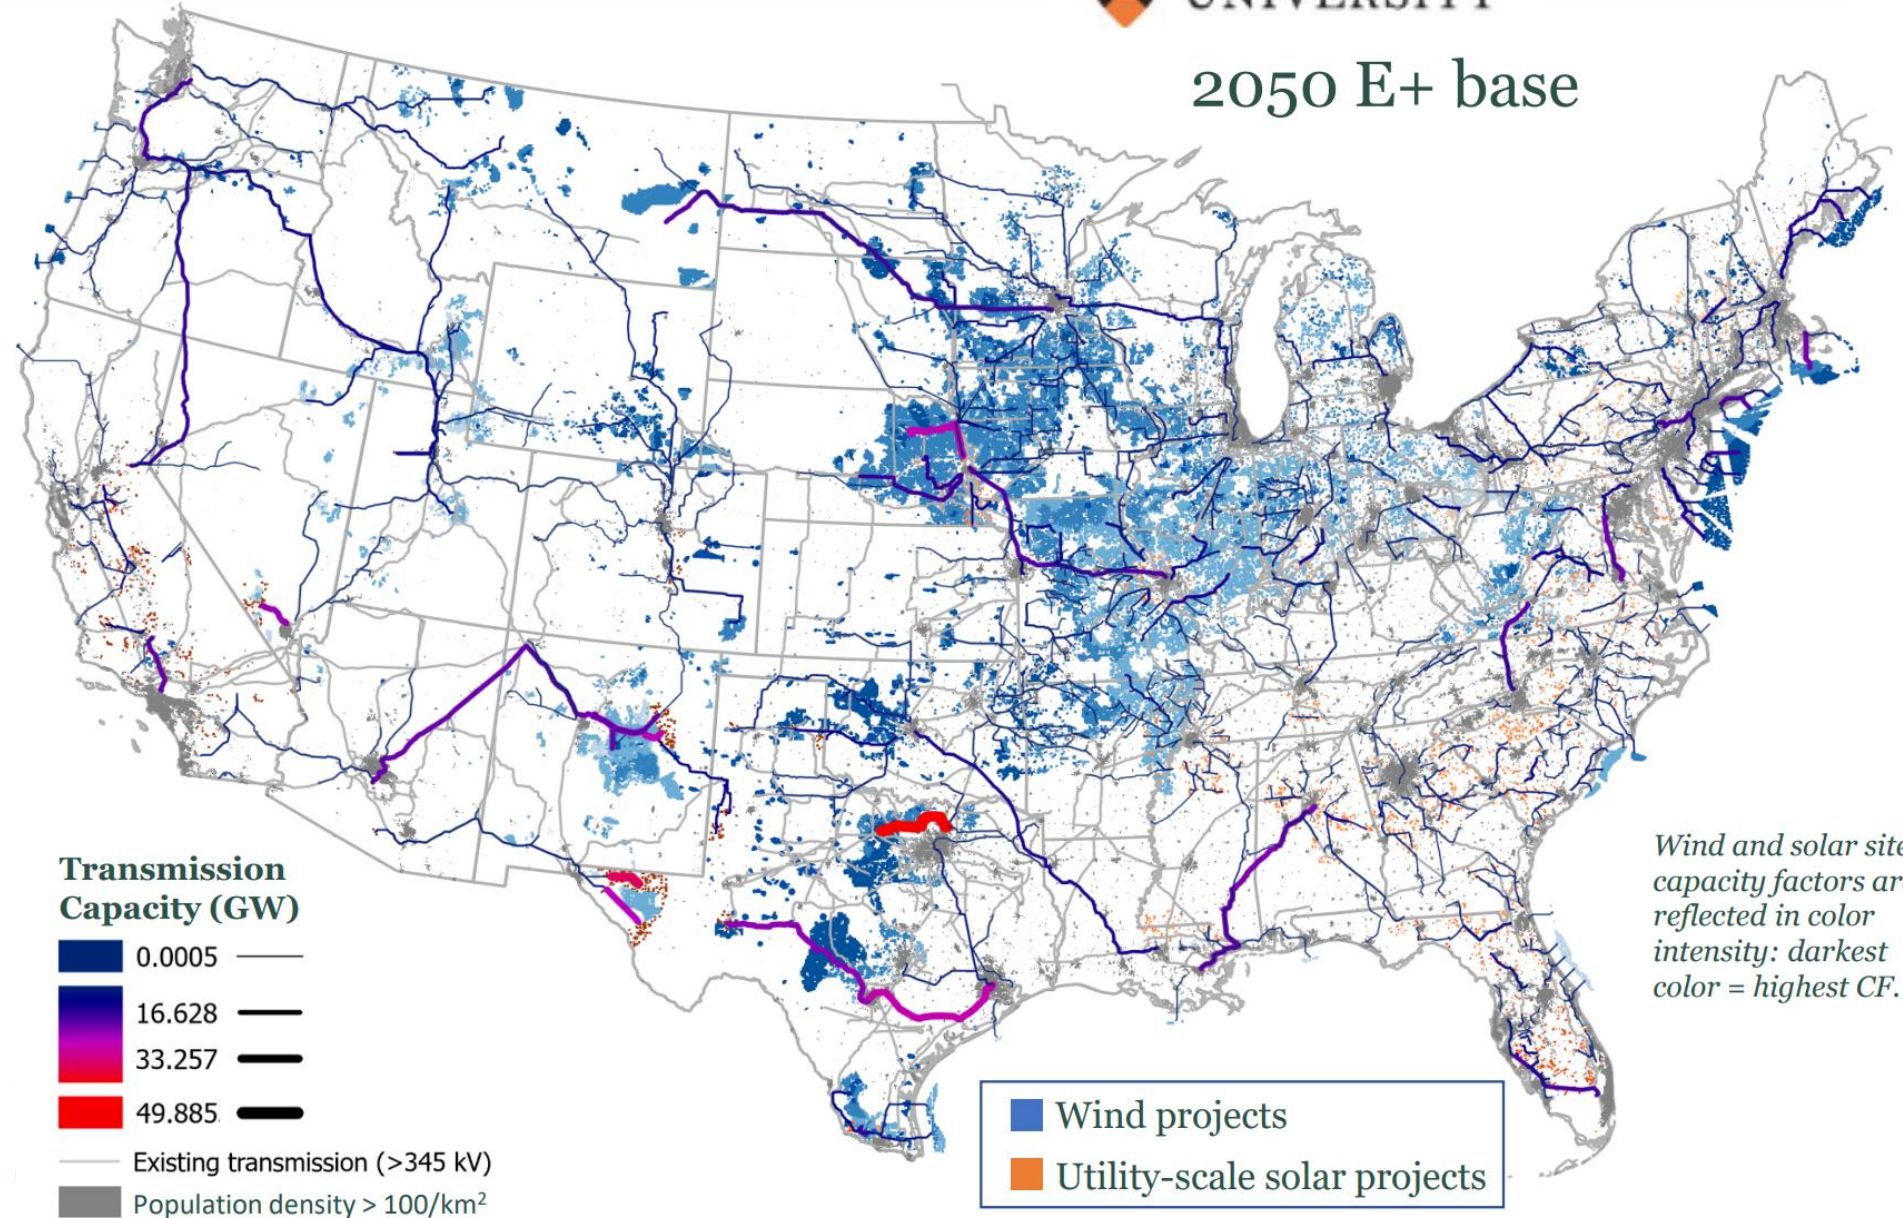 UNIVERSITY
2050 E+ base
Transmission
Capacity (GW)
0.0005
16.628
33.257
49.885
Existing transmission (>345 kV)
Population density > 100/km²
Wind projects
Utility-scale solar projects
Wind and solar site
capacity factors ar
reflected in color
intensity: darkest
color = highest CF.